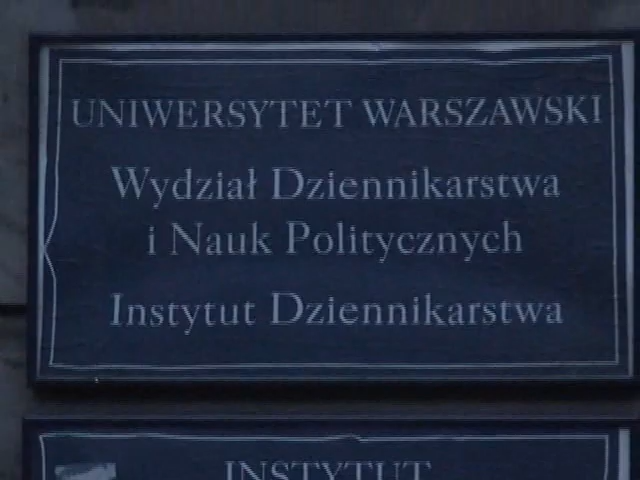 UNIWERSYTET WARSZAWSKI
Wydział Dziennikarstwa
i Nauk Politycznych
Instytut Dziennikarstwa
INSTYTUT